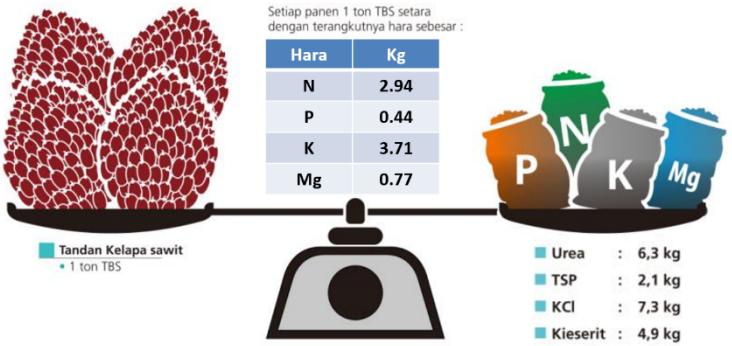 Setiap panen 1 ton TBS setara
dengan terangkutnya hara sebesar :
Hara Kg
N 2.94
P 0.44
K 3.71
Mg 0.77
P N K Mg
Tandan Kelapa sawit
• 1 ton TBS
Urea : 6,3 kg
TSP : 2,1 kg
KCl : 7,3 kg
Kieserit : 4,9 kg